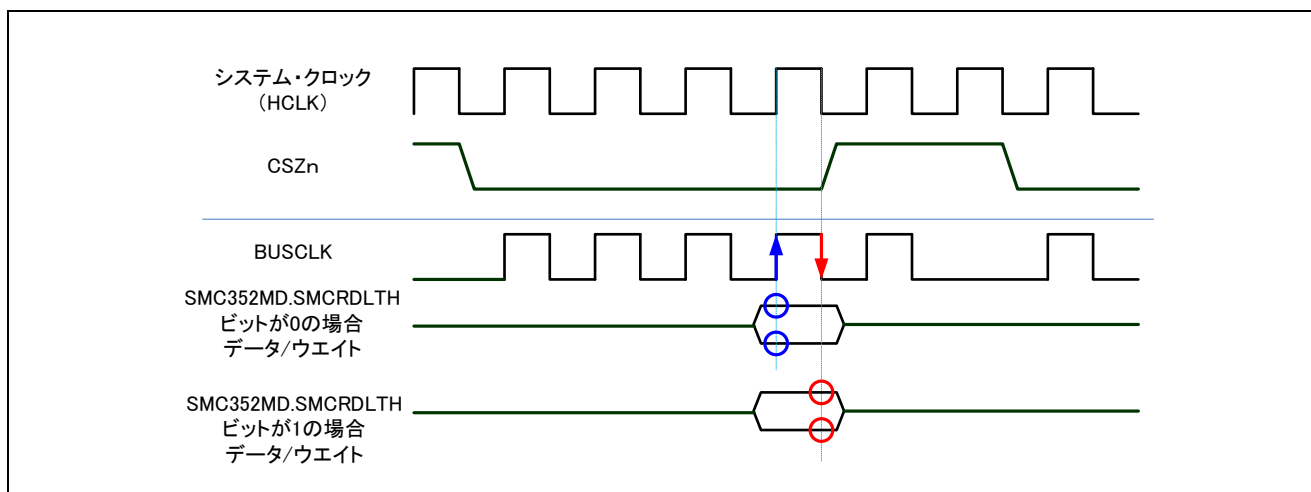 システム・クロック
(HCLK)
CSZn
BUSCLK
SMC352MD.SMCRDLTH
ビットが0の場合
データ/ウエイト
SMC352MD.SMCRDLTH
ビットが1の場合
データ/ウエイト